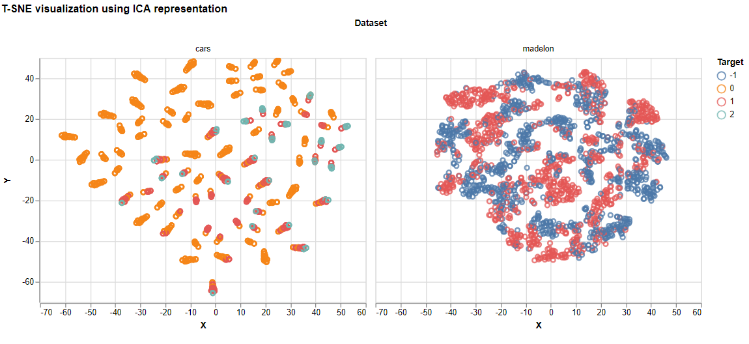 T-SNE visualization using ICA representation
Dataset
cars
madelon
Target
-1
0
1
2
40
20
0
-20
-40
-60
Y
-70 -60 -50 -40 -30 -20 -10 0 10 20 30 40 50 60
-70 -60 -50 -40 -30 -20 -10 0 10 20 30 40 50 60
X
X